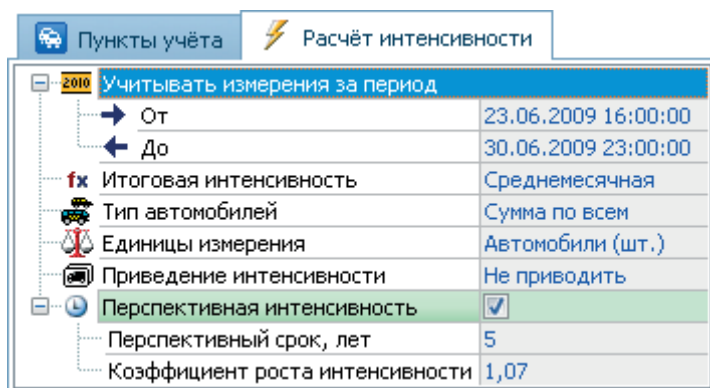 Пункты учёта Расчёт интенсивности
2010 Учитывать измерения за период
От 23.06.2009 16:00:00
До 30.06.2009 23:00:00
fx Итоговая интенсивность Среднемесячная
Тип автомобилей Сумма по всем
Единицы измерения Автомобили (шт.)
Приведение интенсивности Не приводить
Перспективная интенсивность
Перспективный срок, лет 5
Коэффициент роста интенсивности 1,07